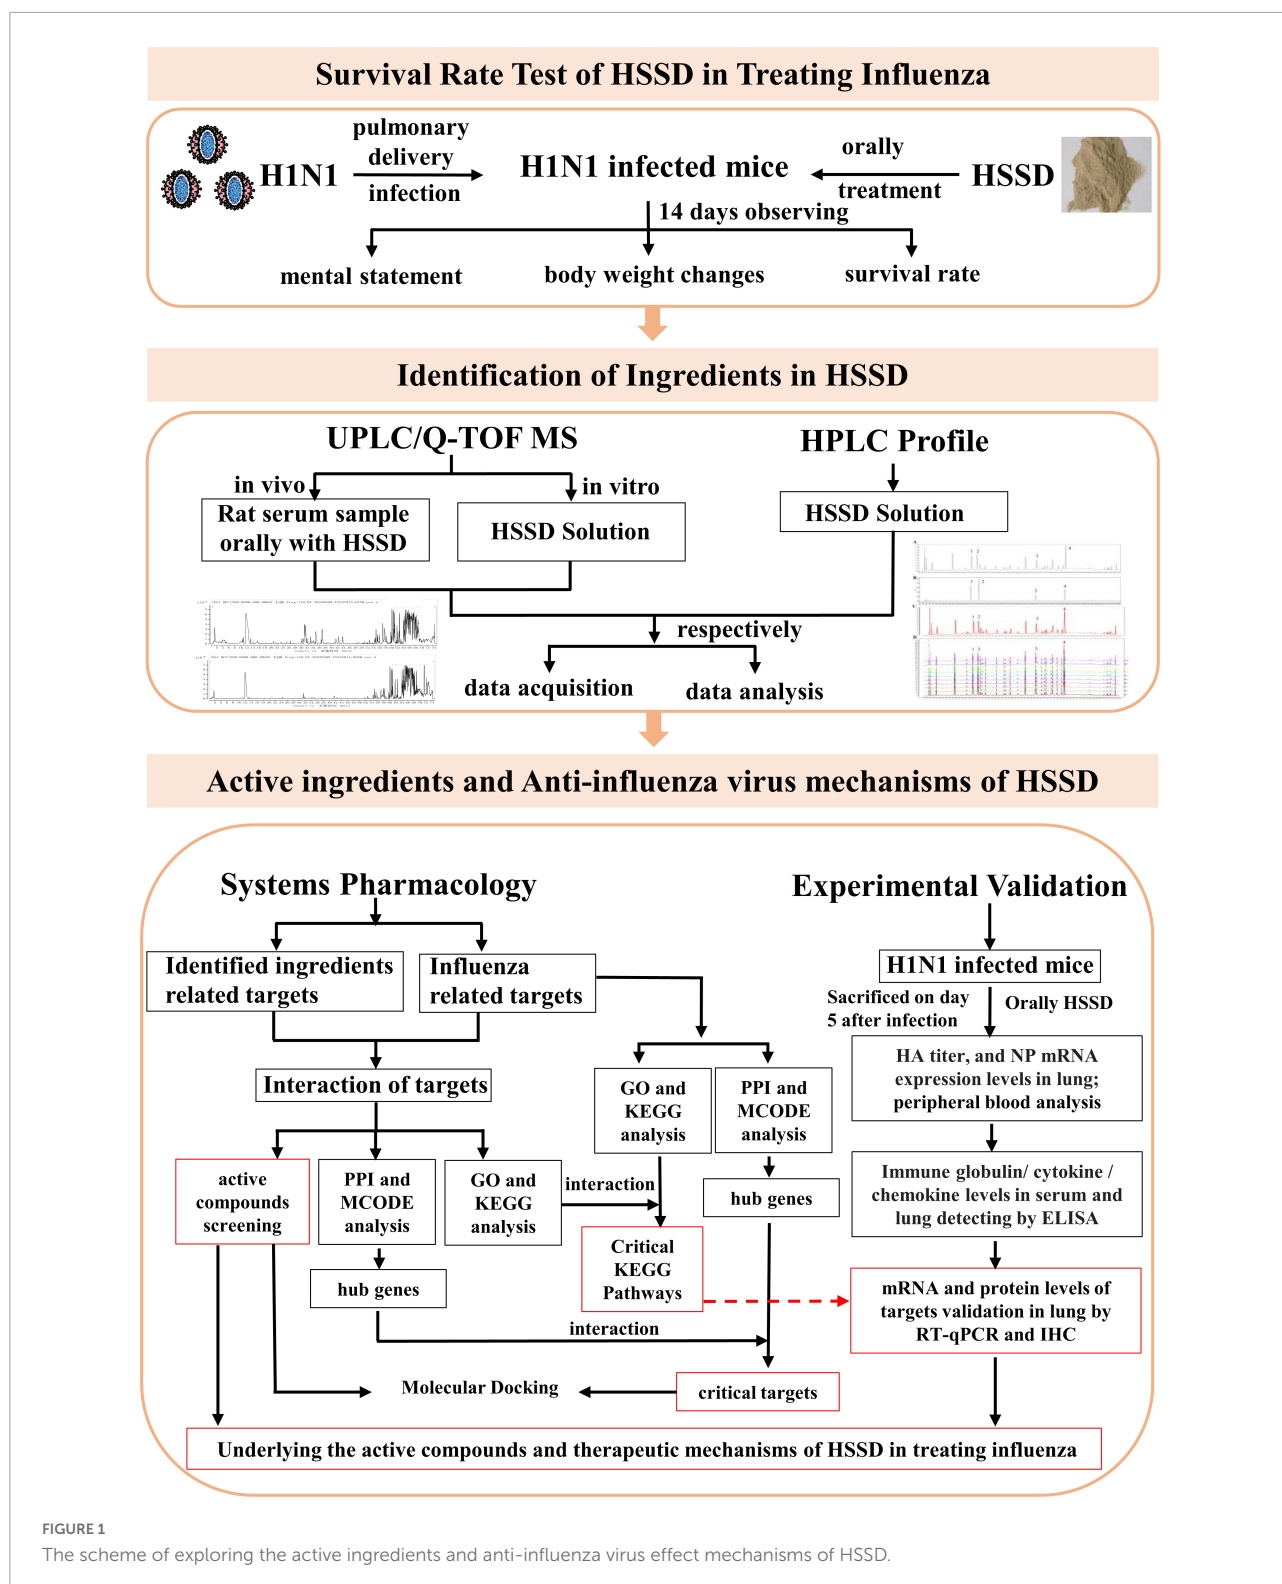 Survival Rate Test of HSSD in Treating Influenza
pulmonary
delivery
infection
H1N1
H1N1 infected mice
orally
treatment
HSSD
14 days observing
mental statement
body weight changes
survival rate
Identification of Ingredients in HSSD
UPLC/Q-TOF MS
HPLC Profile
in vivo
in vitro
Rat serum sample
orally with HSSD
HSSD Solution
HSSD Solution
respectively
data acquisition
data analysis
Active ingredients and Anti-influenza virus mechanisms of HSSD
Systems Pharmacology
Experimental Validation
Identified ingredients
related targets
Influenza
related targets
H1N1 infected mice
Sacrificed on day
5 after infection
Orally HSSD
Interaction of targets
GO and
KEGG
analysis
PPI and
MCODE
analysis
HA titer, and NP mRNA
expression levels in lung;
peripheral blood analysis
active
compounds
screening
PPI and
MCODE
analysis
GO and
KEGG
analysis
interaction
hub genes
Immune globulin/ cytokine /
chemokine levels in serum and
lung detecting by ELISA
hub genes
Critical
KEGG
Pathways
mRNA and protein levels of
targets validation in lung by
RT-qPCR and IHC
interaction
Molecular Docking
critical targets
Underlying the active compounds and therapeutic mechanisms of HSSD in treating influenza
FIGURE 1
The scheme of exploring the active ingredients and anti-influenza virus effect mechanisms of HSSD.